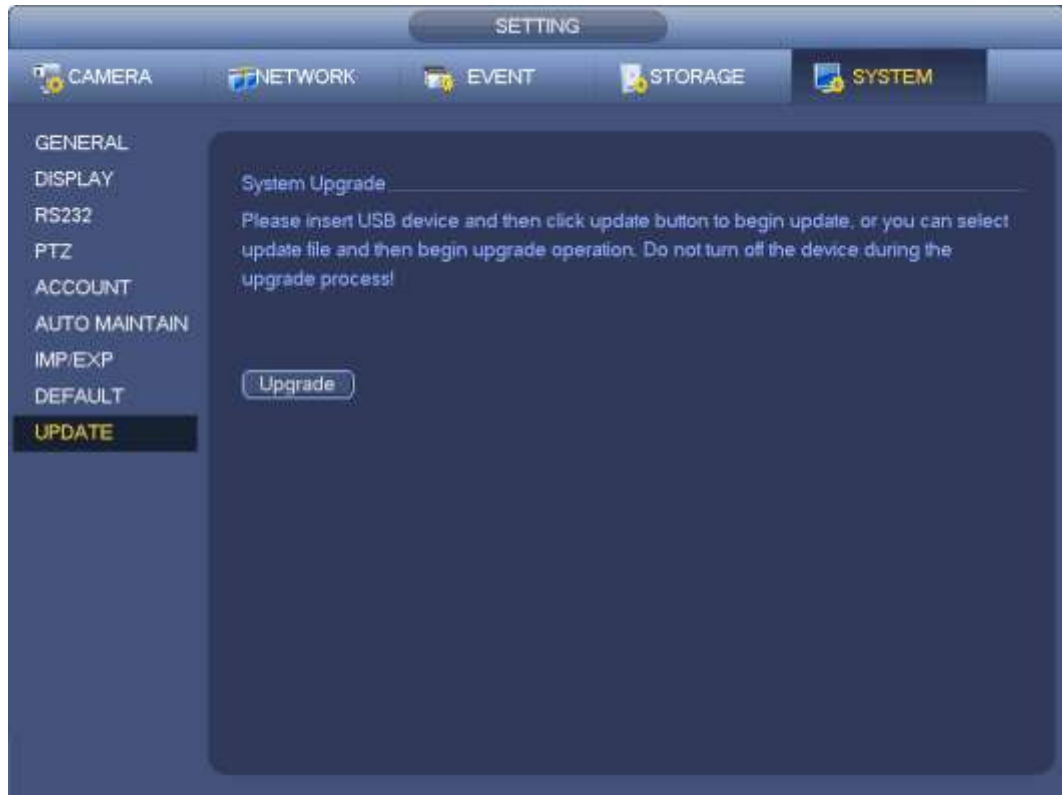 SETTING
CAMERA
NETWORK
EVENT
STORAGE
SYSTEM
GENERAL
DISPLAY
RS232
PTZ
ACCOUNT
AUTO MAINTAIN
IMP/EXP
DEFAULT
UPDATE
System Upgrade
Please insert USB device and then click update button to begin update, or you can select
update file and then begin upgrade operation. Do not turn off the device during the
upgrade process!
Upgrade